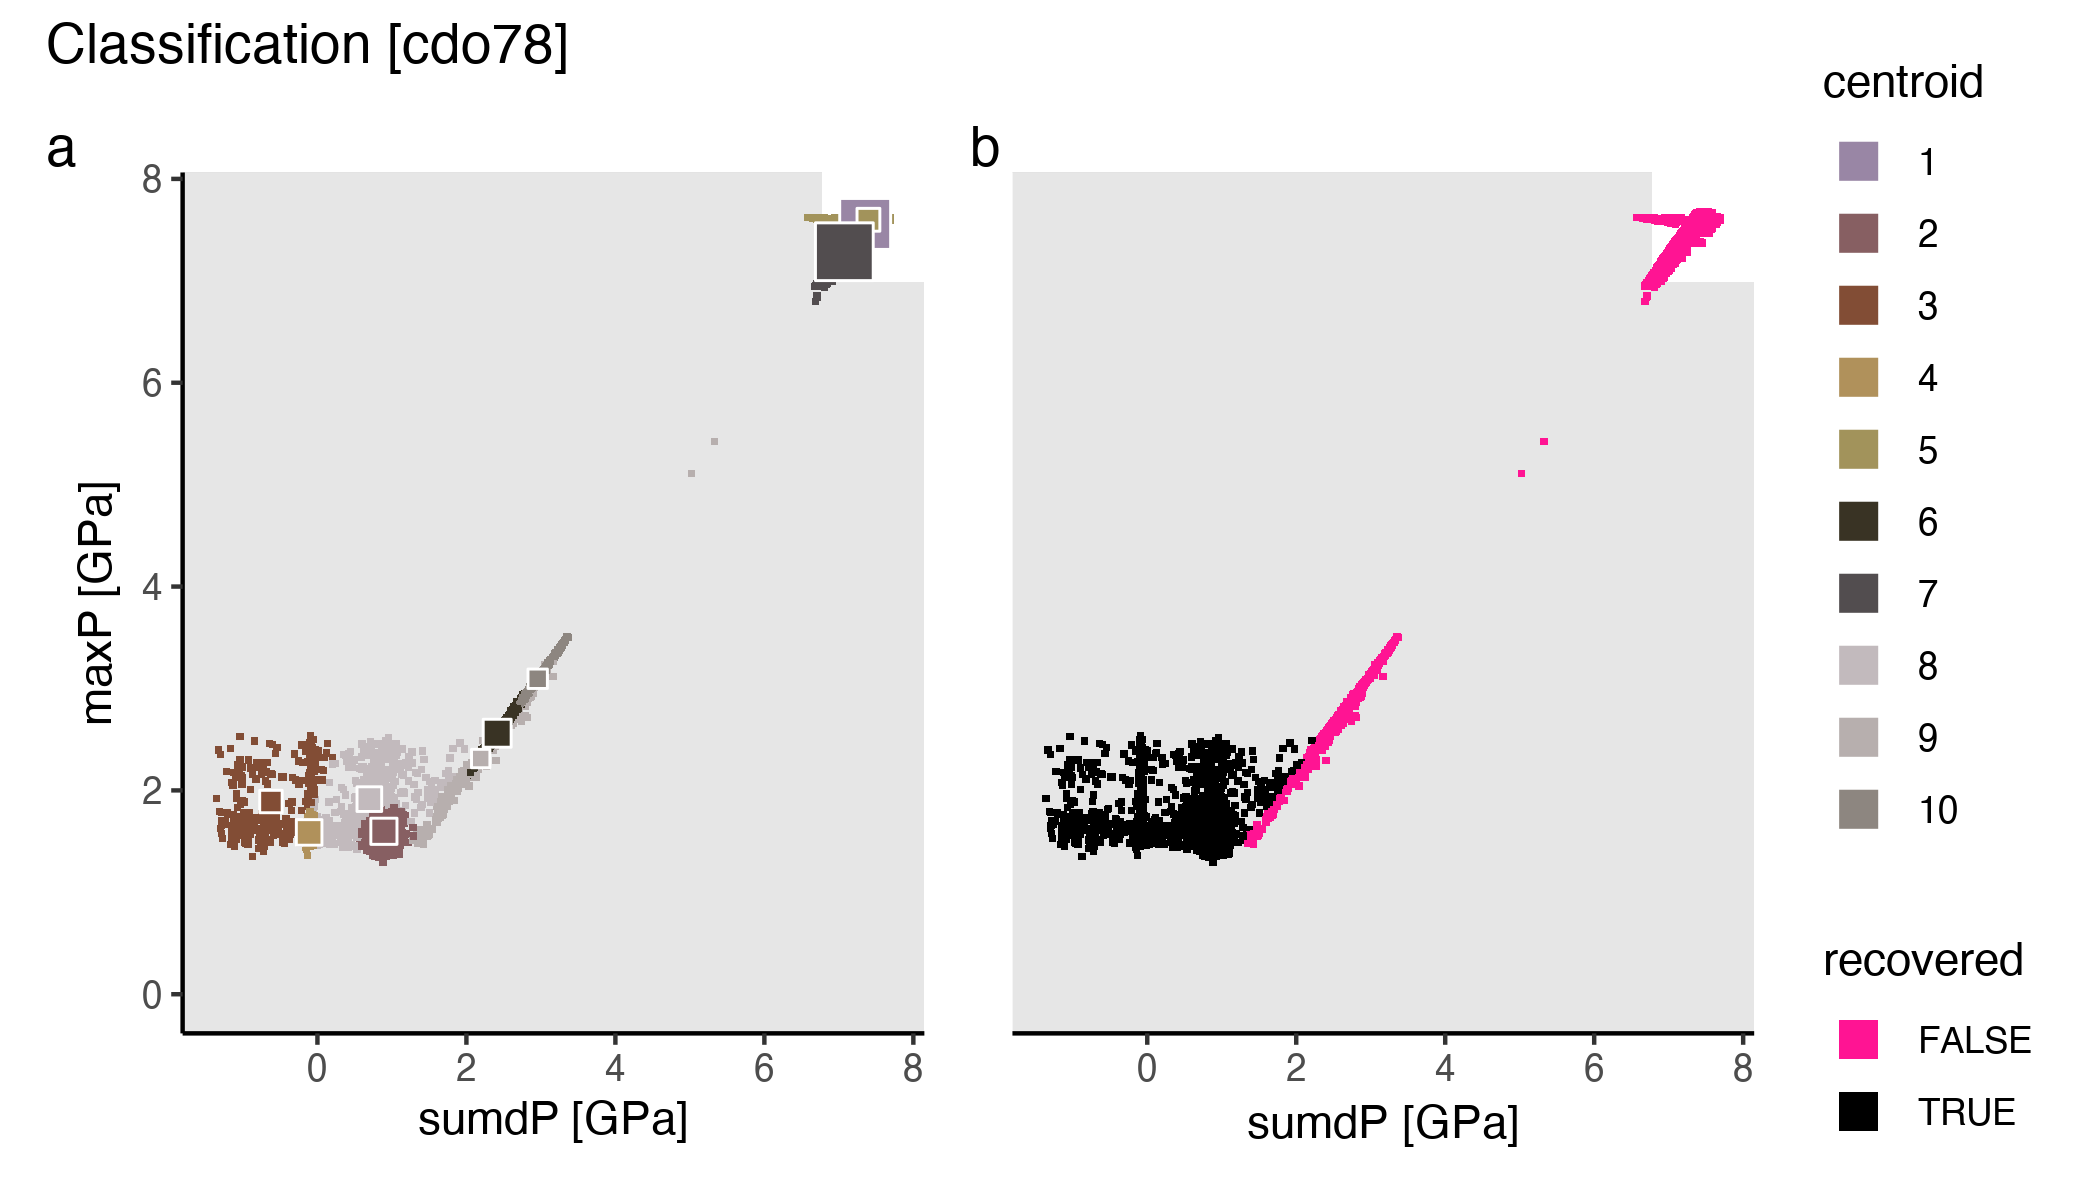 Classification [cdo78]
a
b
8
6
4
2
0
maxP [GPa]
0 2 4 6 8
sumdP [GPa]
0 2 4 6 8
sumdP [GPa]
centroid
1
2
3
4
5
6
7
8
9
10
recovered
FALSE
TRUE